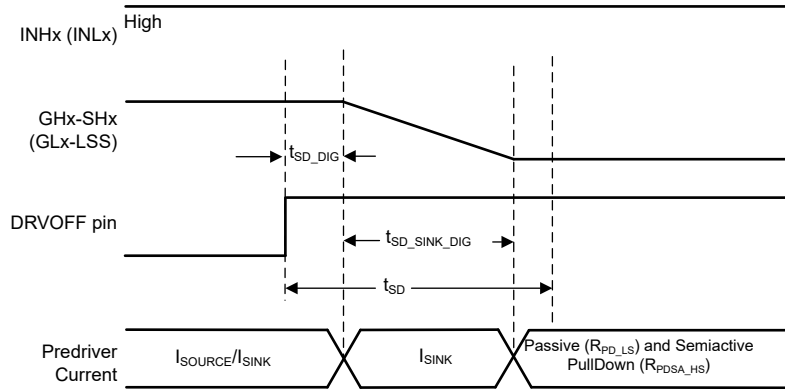 INHx (INLx)
High
GHx-SHx
(GLx-LSS)
tSD_DIG
DRVOFF pin
tSD_SINK_DIG
tSD
Predriver
Current
ISOURCE/ISINK
ISINK
Passive (RPD_LS) and Semiactive
PullDown (RPDSA_HS)